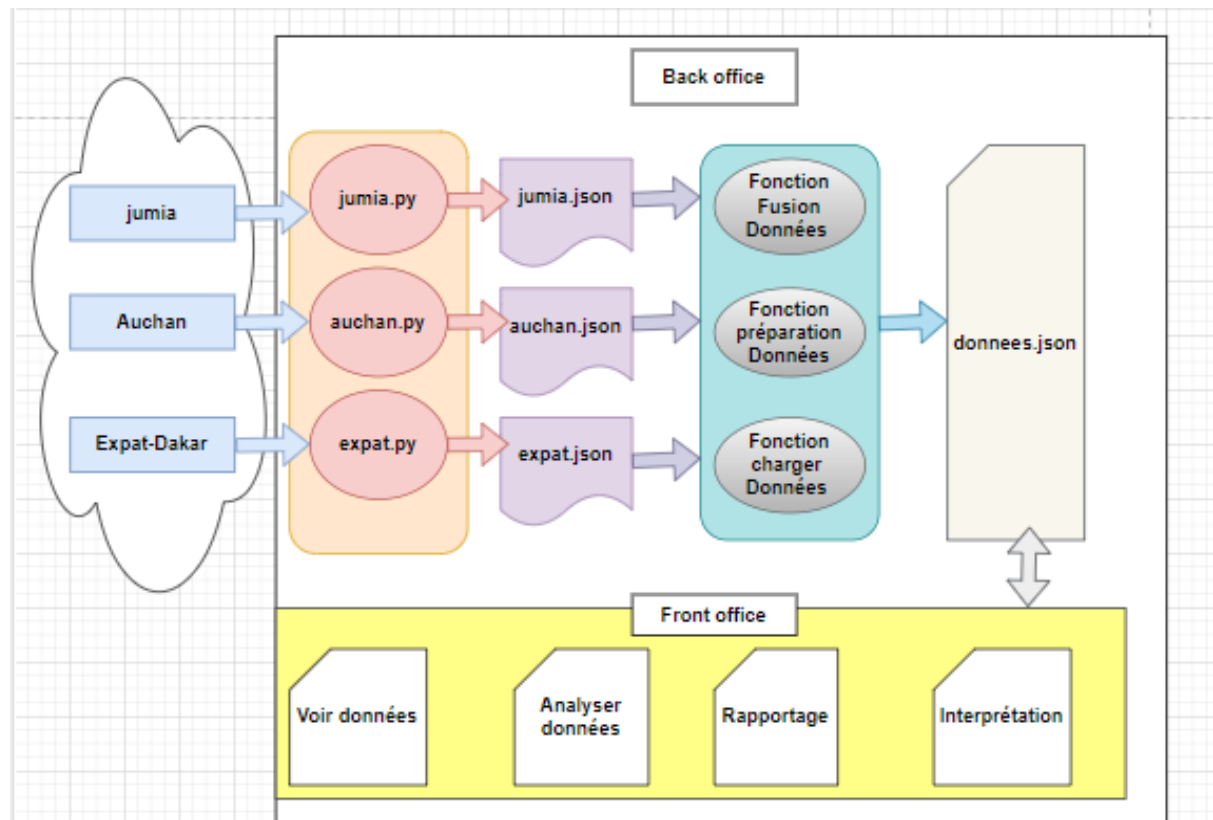 Back office
jumia
jumia.py
jumia.json
Fonction
Fusion
Données
Auchan
auchan.py
auchan.json
Fonction
préparation
Données
donnees.json
Expat-Dakar
expat.py
expat.json
Fonction
charger
Données
Front office
Voir données
Analyser
données
Rapportage
Interprétation